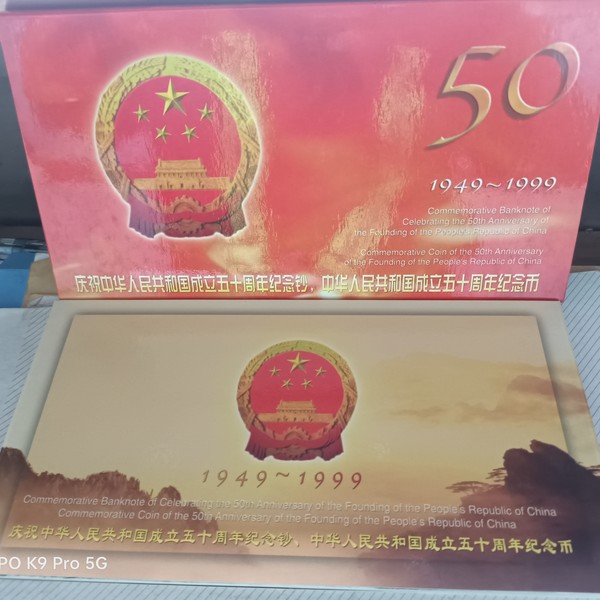 50
1949~1999
Commemorative Banknote of
Celebrating the 50th Anniversary of
the Founding of the People's Republic of China
Commemorative Coin of the 50th Anniversary
of the Founding of the People's Republic of China
庆祝中华人民共和国成立五十周年纪念钞、中华人民共和国成立五十周年纪念币
1949~1999
Commemorative Banknote of Celebrating the 50th Anniversary of the Founding of the People's Republic of China
Commemorative Coin of the 50th Anniversary of the Founding of the People's Republic of China
庆祝中华人民共和国成立五十周年纪念钞、中华人民共和国成立五十周年纪念币
PO K9 Pro 5G